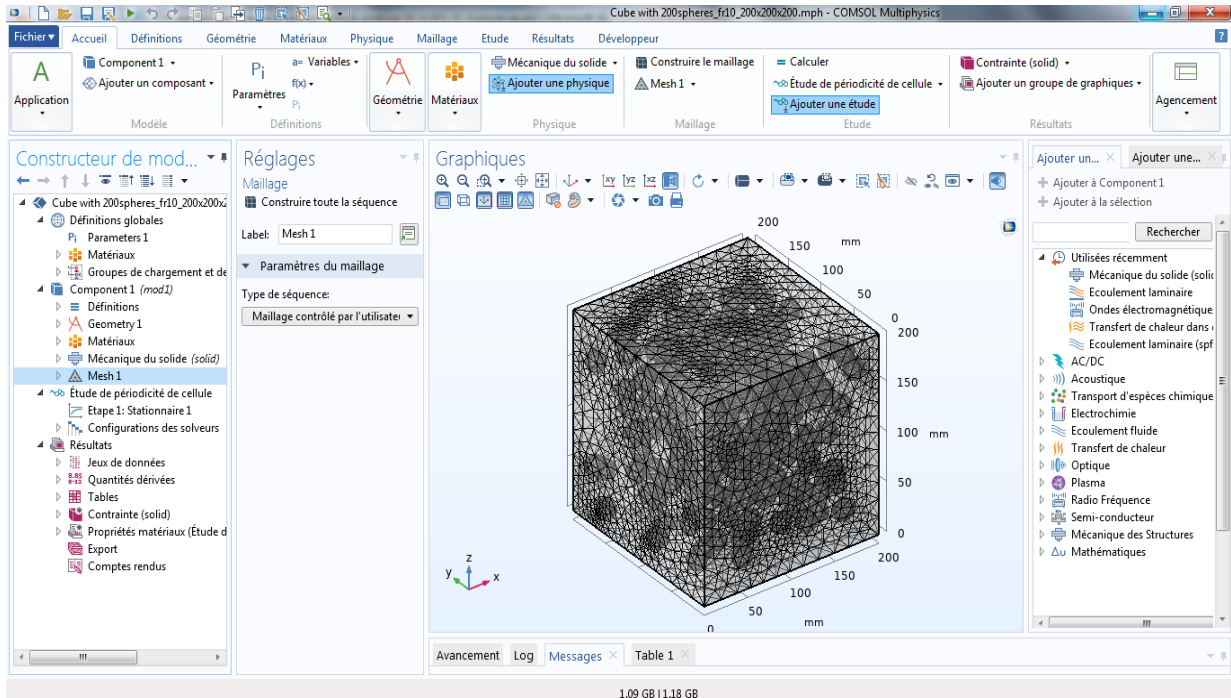 Cube with 200spheres_fr10_200x200x200.mph - COMSOL Multiphysics
Fichier Accueil Définitions Géométrie Matériaux Physique Maillage Etude Résultats Développeur ?
Application
Component 1
Ajouter un composant
Modèle
Pi Paramètres
a= Variables
f(x)
Pi
Définitions
Géométrie
Matériaux
Mécanique du solide
Ajouter une physique
Physique
Construire le maillage
Mesh 1
Maillage
= Calculer
Étude de périodicité de cellule
Ajouter une étude
Etude
Contrainte (solid)
Ajouter un groupe de graphiques
Résultats
Agencement
Constructeur de mod...
Cube with 200spheres_fr10_200x200x2
Définitions globales
Pi Parameters 1
Matériaux
Groupes de chargement et de
Component 1 (mod1)
Définitions
Geometry 1
Matériaux
Mécanique du solide (solid)
Mesh 1
Étude de périodicité de cellule
Etape 1: Stationnaire 1
Configurations des solveurs
Résultats
Jeux de données
8.85 e-12 Quantités dérivées
Tables
Contrainte (solid)
Propriétés matériaux (Étude d
Export
Comptes rendus
Réglages
Maillage
Construire toute la séquence
Label: Mesh 1
Paramètres du maillage
Type de séquence:
Maillage contrôlé par l'utilisateu
Graphiques
xy yz xz
200
150 mm
100
50
0
200
150
100 mm
50
0
200
150
100
50 mm
0
z
y x
Avancement Log Messages Table 1
Ajouter un... Ajouter une...
Ajouter à Component 1
Ajouter à la sélection
Rechercher
Utilisées récemment
Mécanique du solide (solid
Ecoulement laminaire
Ondes électromagnétique
Transfert de chaleur dans
Ecoulement laminaire (spf
AC/DC
Acoustique
Transport d'espèces chimique
Electrochimie
Ecoulement fluide
Transfert de chaleur
Optique
Plasma
Radio Fréquence
Semi-conducteur
Mécanique des Structures
Δu Mathématiques
1.09 GB | 1.18 GB